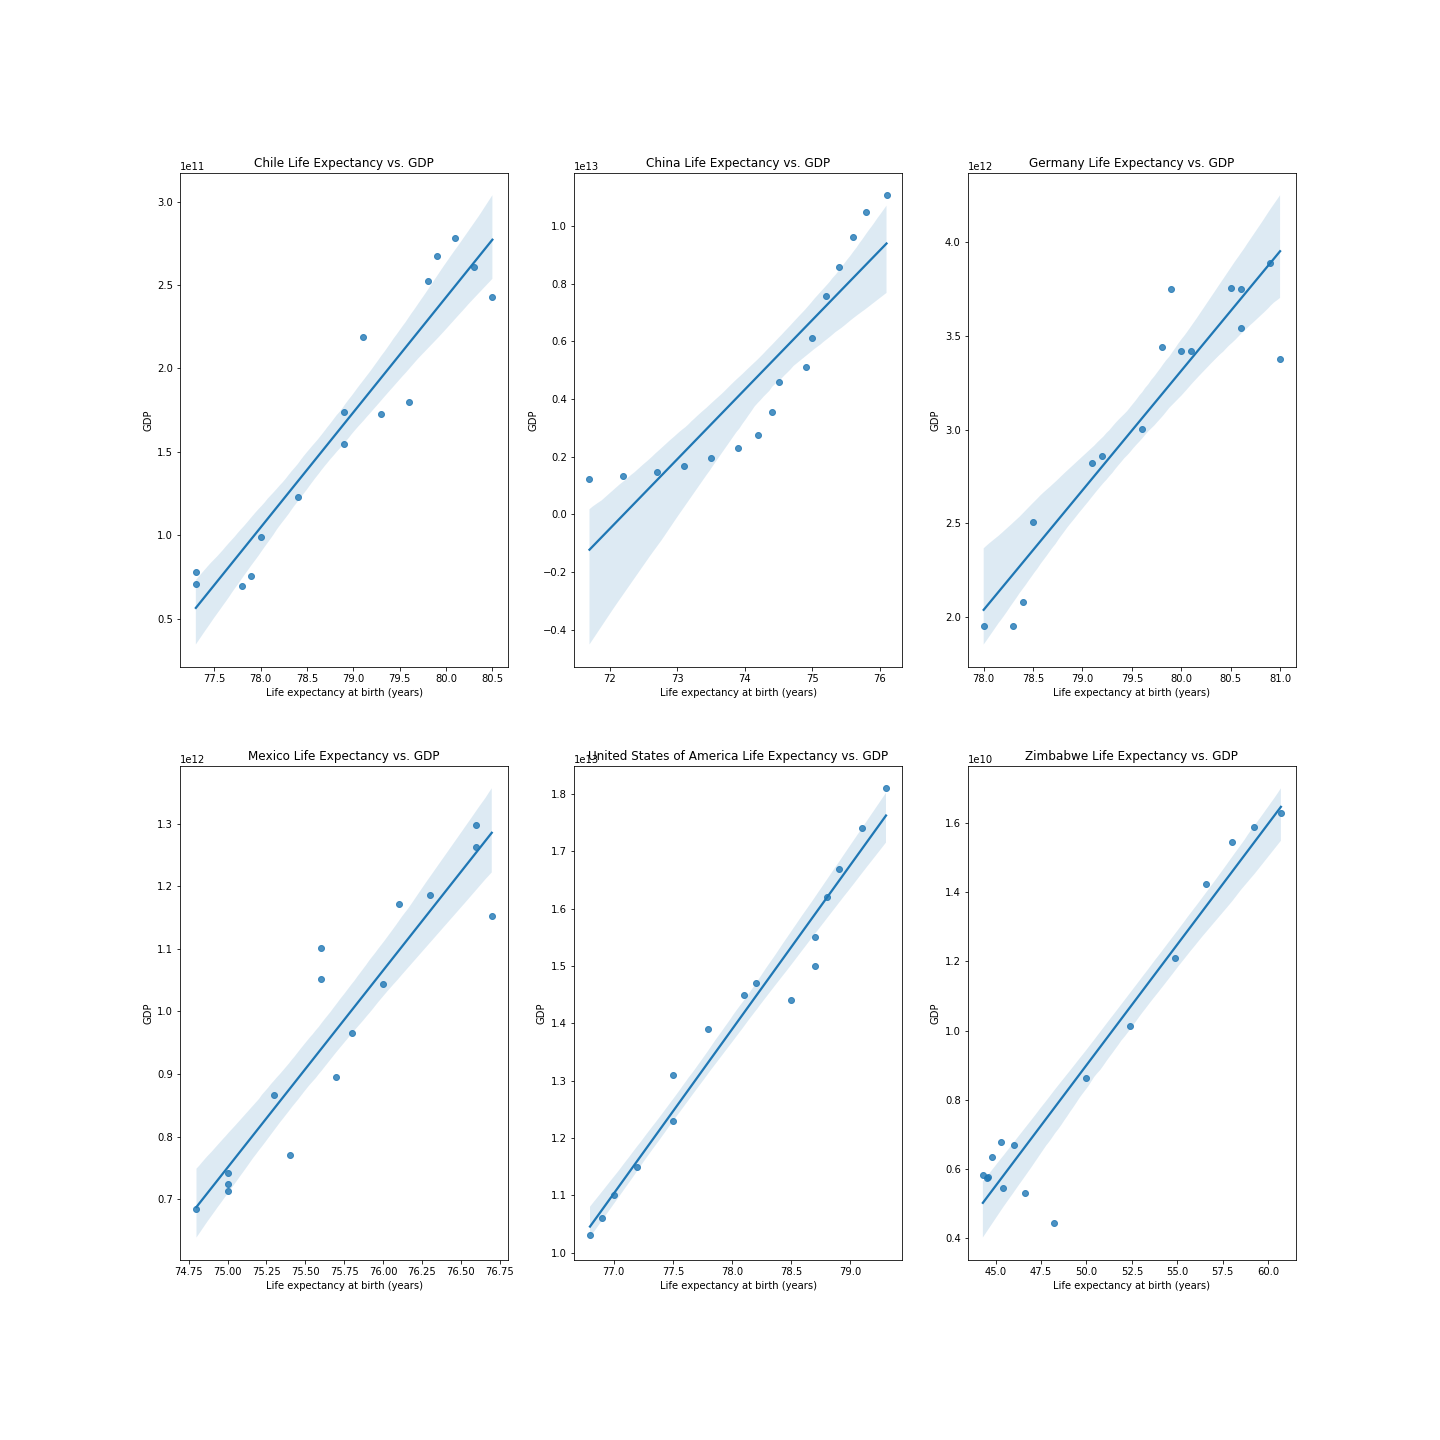 Chile Life Expectancy vs. GDP
1e11
3.0
2.5
2.0
1.5
1.0
0.5
GDP
77.5 78.0 78.5 79.0 79.5 80.0 80.5
Life expectancy at birth (years)
China Life Expectancy vs. GDP
1e13
1.0
0.8
0.6
0.4
0.2
0.0
−0.2
−0.4
GDP
72 73 74 75 76
Life expectancy at birth (years)
Germany Life Expectancy vs. GDP
1e12
4.0
3.5
3.0
2.5
2.0
GDP
78.0 78.5 79.0 79.5 80.0 80.5 81.0
Life expectancy at birth (years)
Mexico Life Expectancy vs. GDP
1e12
1.3
1.2
1.1
1.0
0.9
0.8
0.7
GDP
74.75 75.00 75.25 75.50 75.75 76.00 76.25 76.50 76.75
Life expectancy at birth (years)
United States of America Life Expectancy vs. GDP
1e13
1.8
1.7
1.6
1.5
1.4
1.3
1.2
1.1
1.0
GDP
77.0 77.5 78.0 78.5 79.0
Life expectancy at birth (years)
Zimbabwe Life Expectancy vs. GDP
1e10
1.6
1.4
1.2
1.0
0.8
0.6
0.4
GDP
45.0 47.5 50.0 52.5 55.0 57.5 60.0
Life expectancy at birth (years)